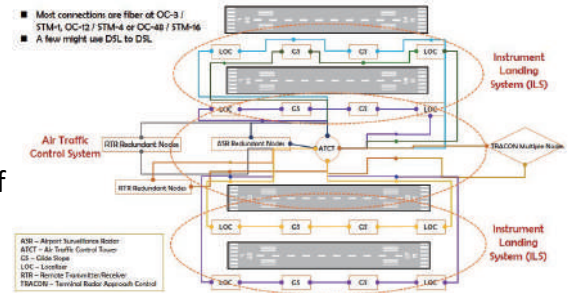 ■ Most connections are fiber at OC-3 /
STM-1, OC-12 / STM-4 or OC-48 / STM-16
■ A few might use DSL to DSL
LOC GS GS LOC
Instrument
Landing
System (ILS)
LOC GS GS LOC
Air Traffic
Control System
RTR Redundant Nodes
ASR Redundant Nodes
ATCT
TRACON Multiple Nodes
f
RTR Redundant Nodes
LOC GS GS LOC
Instrument
Landing
System (ILS)
ASR – Airport Surveillance Radar
ATCT – Air Traffic Control Tower
GS – Glide Slope
LOC – Localizer
RTR – Remote Transmitter/Receiver
TRACON – Terminal Radar Approach Control
LOC GS GS LOC